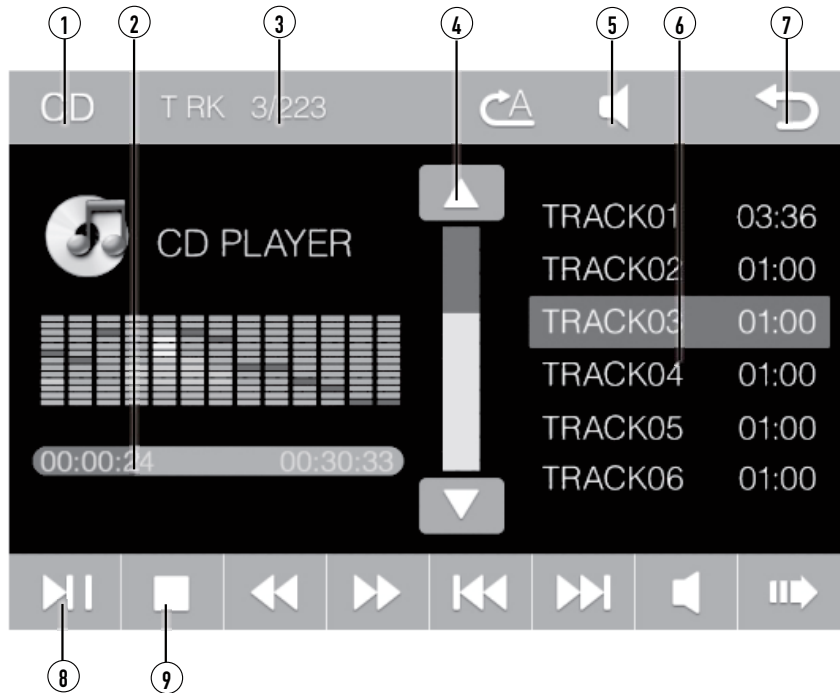 1 2 3 4 5 6 7
CD T RK 3/223 A
CD PLAYER
00:00:24 00:30:33
TRACK01 03:36
TRACK02 01:00
TRACK03 01:00
TRACK04 01:00
TRACK05 01:00
TRACK06 01:00
8 9